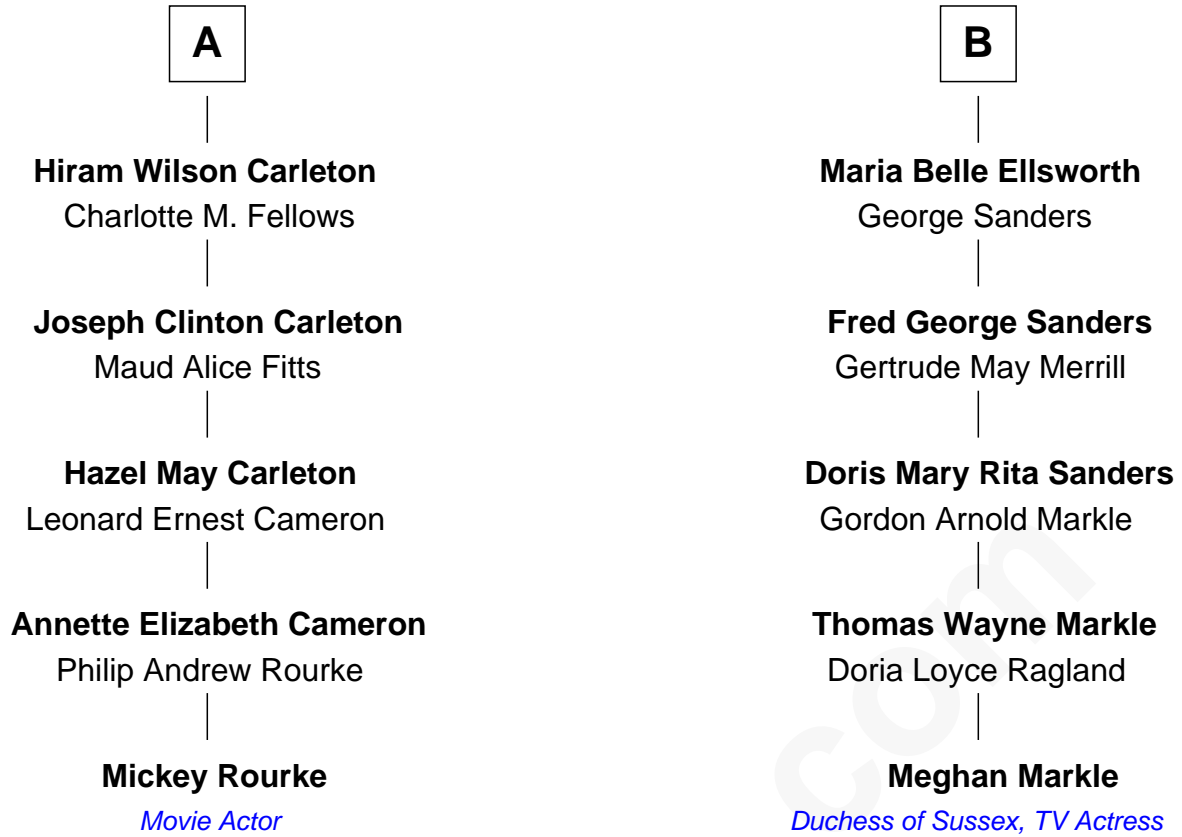 A
Hiram Wilson Carleton
Charlotte M. Fellows
Joseph Clinton Carleton
Maud Alice Fitts
Hazel May Carleton
Leonard Ernest Cameron
Annette Elizabeth Cameron
Philip Andrew Rourke
Mickey Rourke
Movie Actor
B
Maria Belle Ellsworth
George Sanders
Fred George Sanders
Gertrude May Merrill
Doris Mary Rita Sanders
Gordon Arnold Markle
Thomas Wayne Markle
Doria Loyce Ragland
Meghan Markle
Duchess of Sussex, TV Actress
com